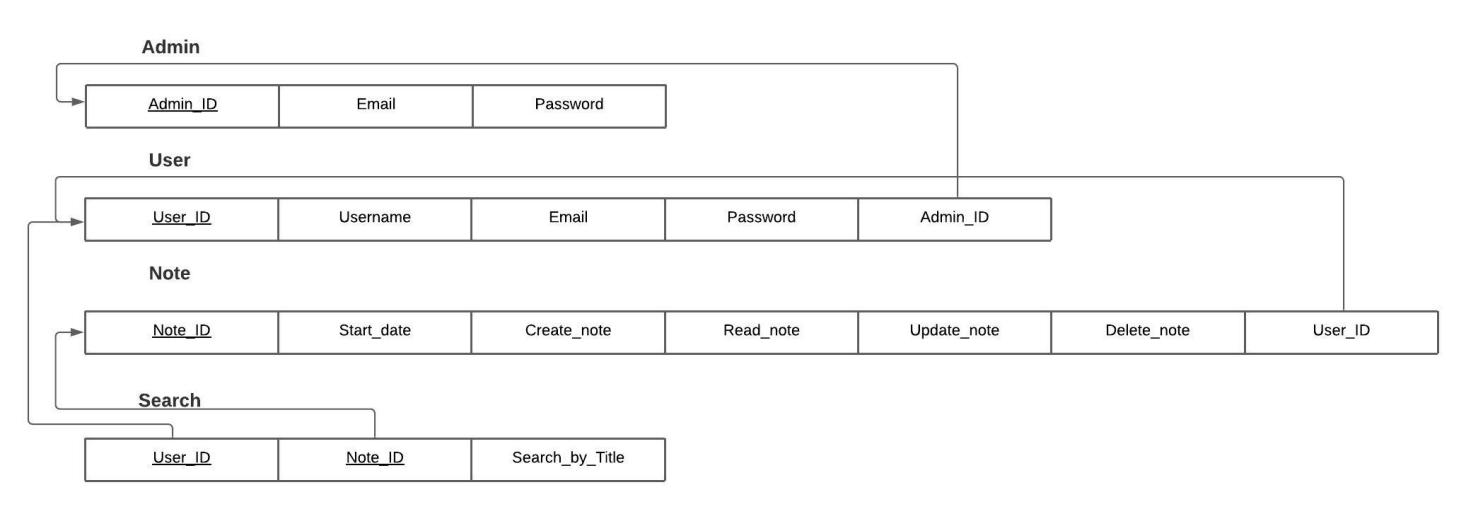 Admin
Admin_ID Email Password
User
User_ID Username Email Password Admin_ID
Note
Note_ID Start_date Create_note Read_note Update_note Delete_note User_ID
Search
User_ID Note_ID Search_by_Title